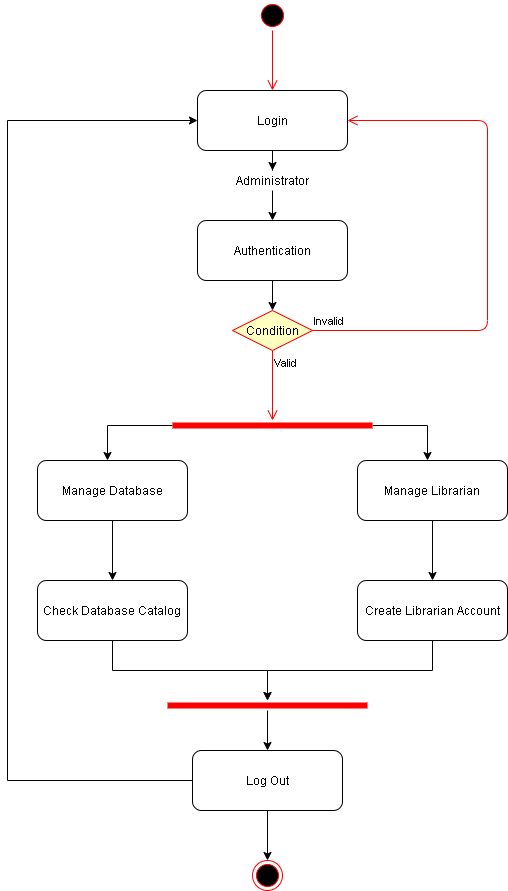 Login
Administrator
Authentication
Condition
Invalid
Valid
Manage Database
Manage Librarian
Check Database Catalog
Create Librarian Account
Log Out